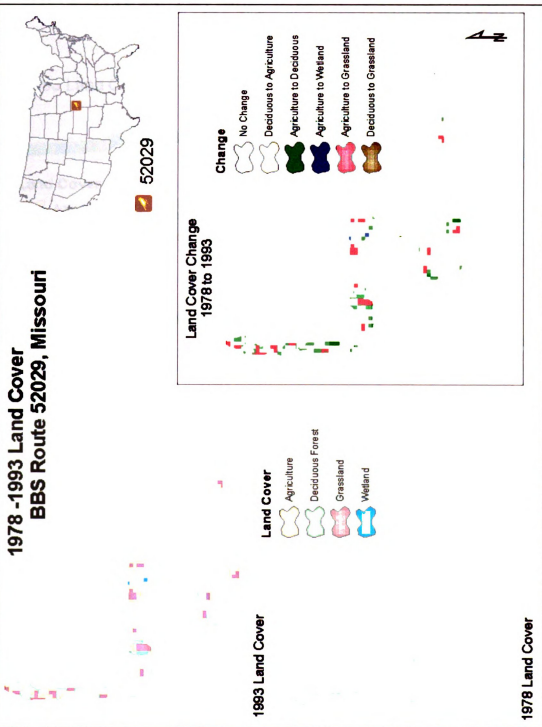 1978 -1993 Land Cover
BBS Route 52029, Missouri
52029
1993 Land Cover
1978 Land Cover
Land Cover
Agriculture
Deciduous Forest
Grassland
Wetland
Land Cover Change
1978 to 1993
Change
No Change
Deciduous to Agriculture
Agriculture to Deciduous
Agriculture to Wetland
Agriculture to Grassland
Deciduous to Grassland
N